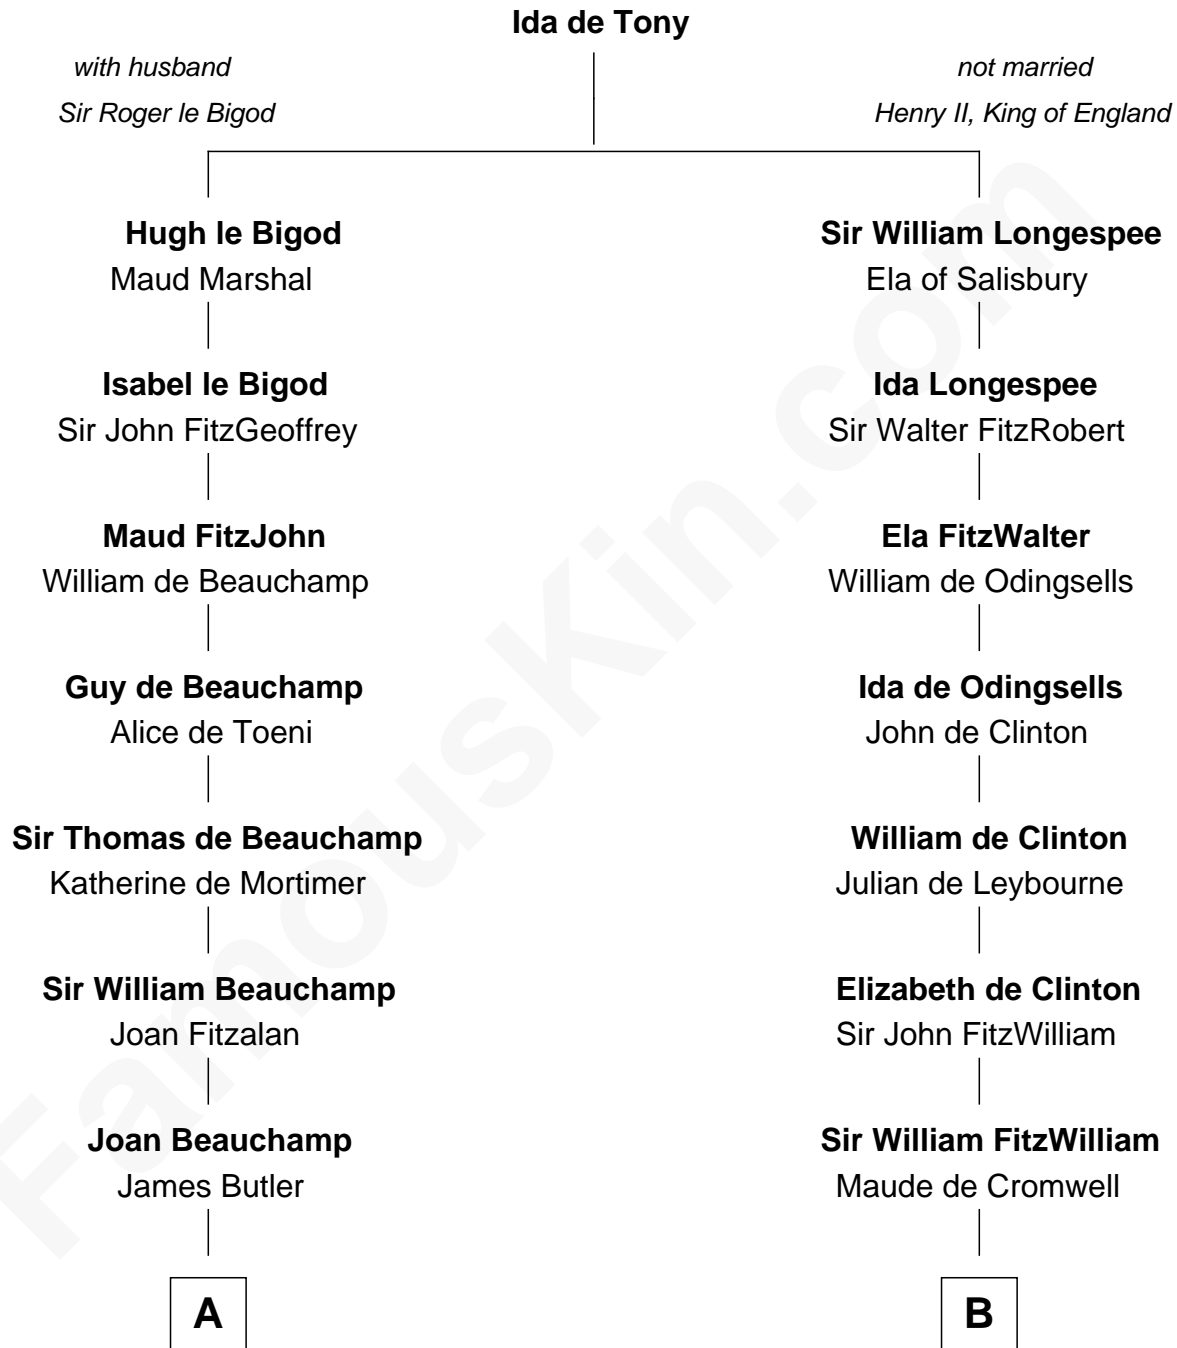 Ida de Tony
with husband
Sir Roger le Bigod
not married
Henry II, King of England
Hugh le Bigod
Maud Marshal
Isabel le Bigod
Sir John FitzGeoffrey
Maud FitzJohn
William de Beauchamp
Guy de Beauchamp
Alice de Toeni
Sir Thomas de Beauchamp
Katherine de Mortimer
Sir William Beauchamp
Joan Fitzalan
Joan Beauchamp
James Butler
A
Sir William Longespee
Ela of Salisbury
Ida Longespee
Sir Walter FitzRobert
Ela FitzWalter
William de Odingsells
Ida de Odingsells
John de Clinton
William de Clinton
Julian de Leybourne
Elizabeth de Clinton
Sir John FitzWilliam
Sir William FitzWilliam
Maude de Cromwell
B
FamousKin.com